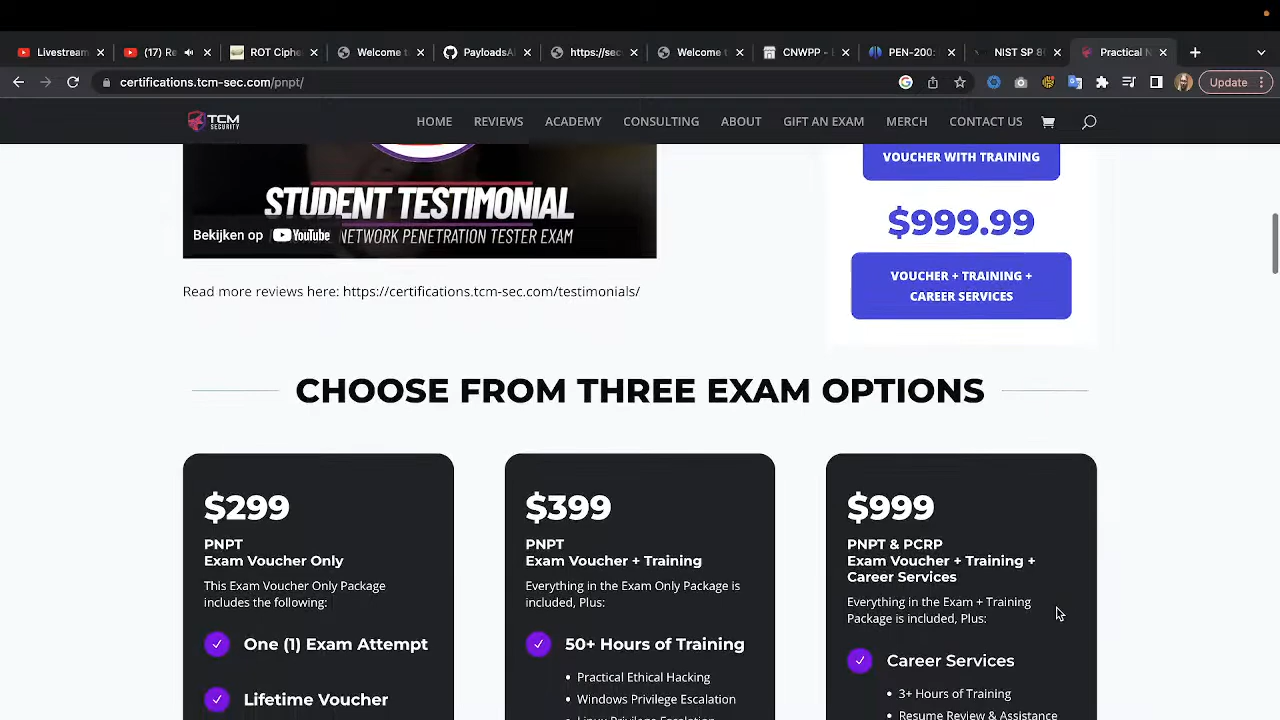 Livestream
(17) Re
ROT Ciphe
Welcome t
PayloadsA
https://sec
Welcome t
CNWPP -
PEN-200:
NIST SP 8
Practical N
certifications.tcm-sec.com/pnpt/
Update
TCM
SECURITY
HOME
REVIEWS
ACADEMY
CONSULTING
ABOUT
GIFT AN EXAM
MERCH
CONTACT US
STUDENT TESTIMONIAL
Bekijken op YouTube
NETWORK PENETRATION TESTER EXAM
Read more reviews here: https://certifications.tcm-sec.com/testimonials/
VOUCHER WITH TRAINING
$999.99
VOUCHER + TRAINING +
CAREER SERVICES
CHOOSE FROM THREE EXAM OPTIONS
$299
PNPT
Exam Voucher Only
This Exam Voucher Only Package
includes the following:
One (1) Exam Attempt
Lifetime Voucher
$399
PNPT
Exam Voucher + Training
Everything in the Exam Only Package is
included, Plus:
50+ Hours of Training
Practical Ethical Hacking
Windows Privilege Escalation
Linux Privilege Escalation
$999
PNPT & PCRP
Exam Voucher + Training +
Career Services
Everything in the Exam + Training
Package is included, Plus:
Career Services
3+ Hours of Training
Resume Review & Assistance